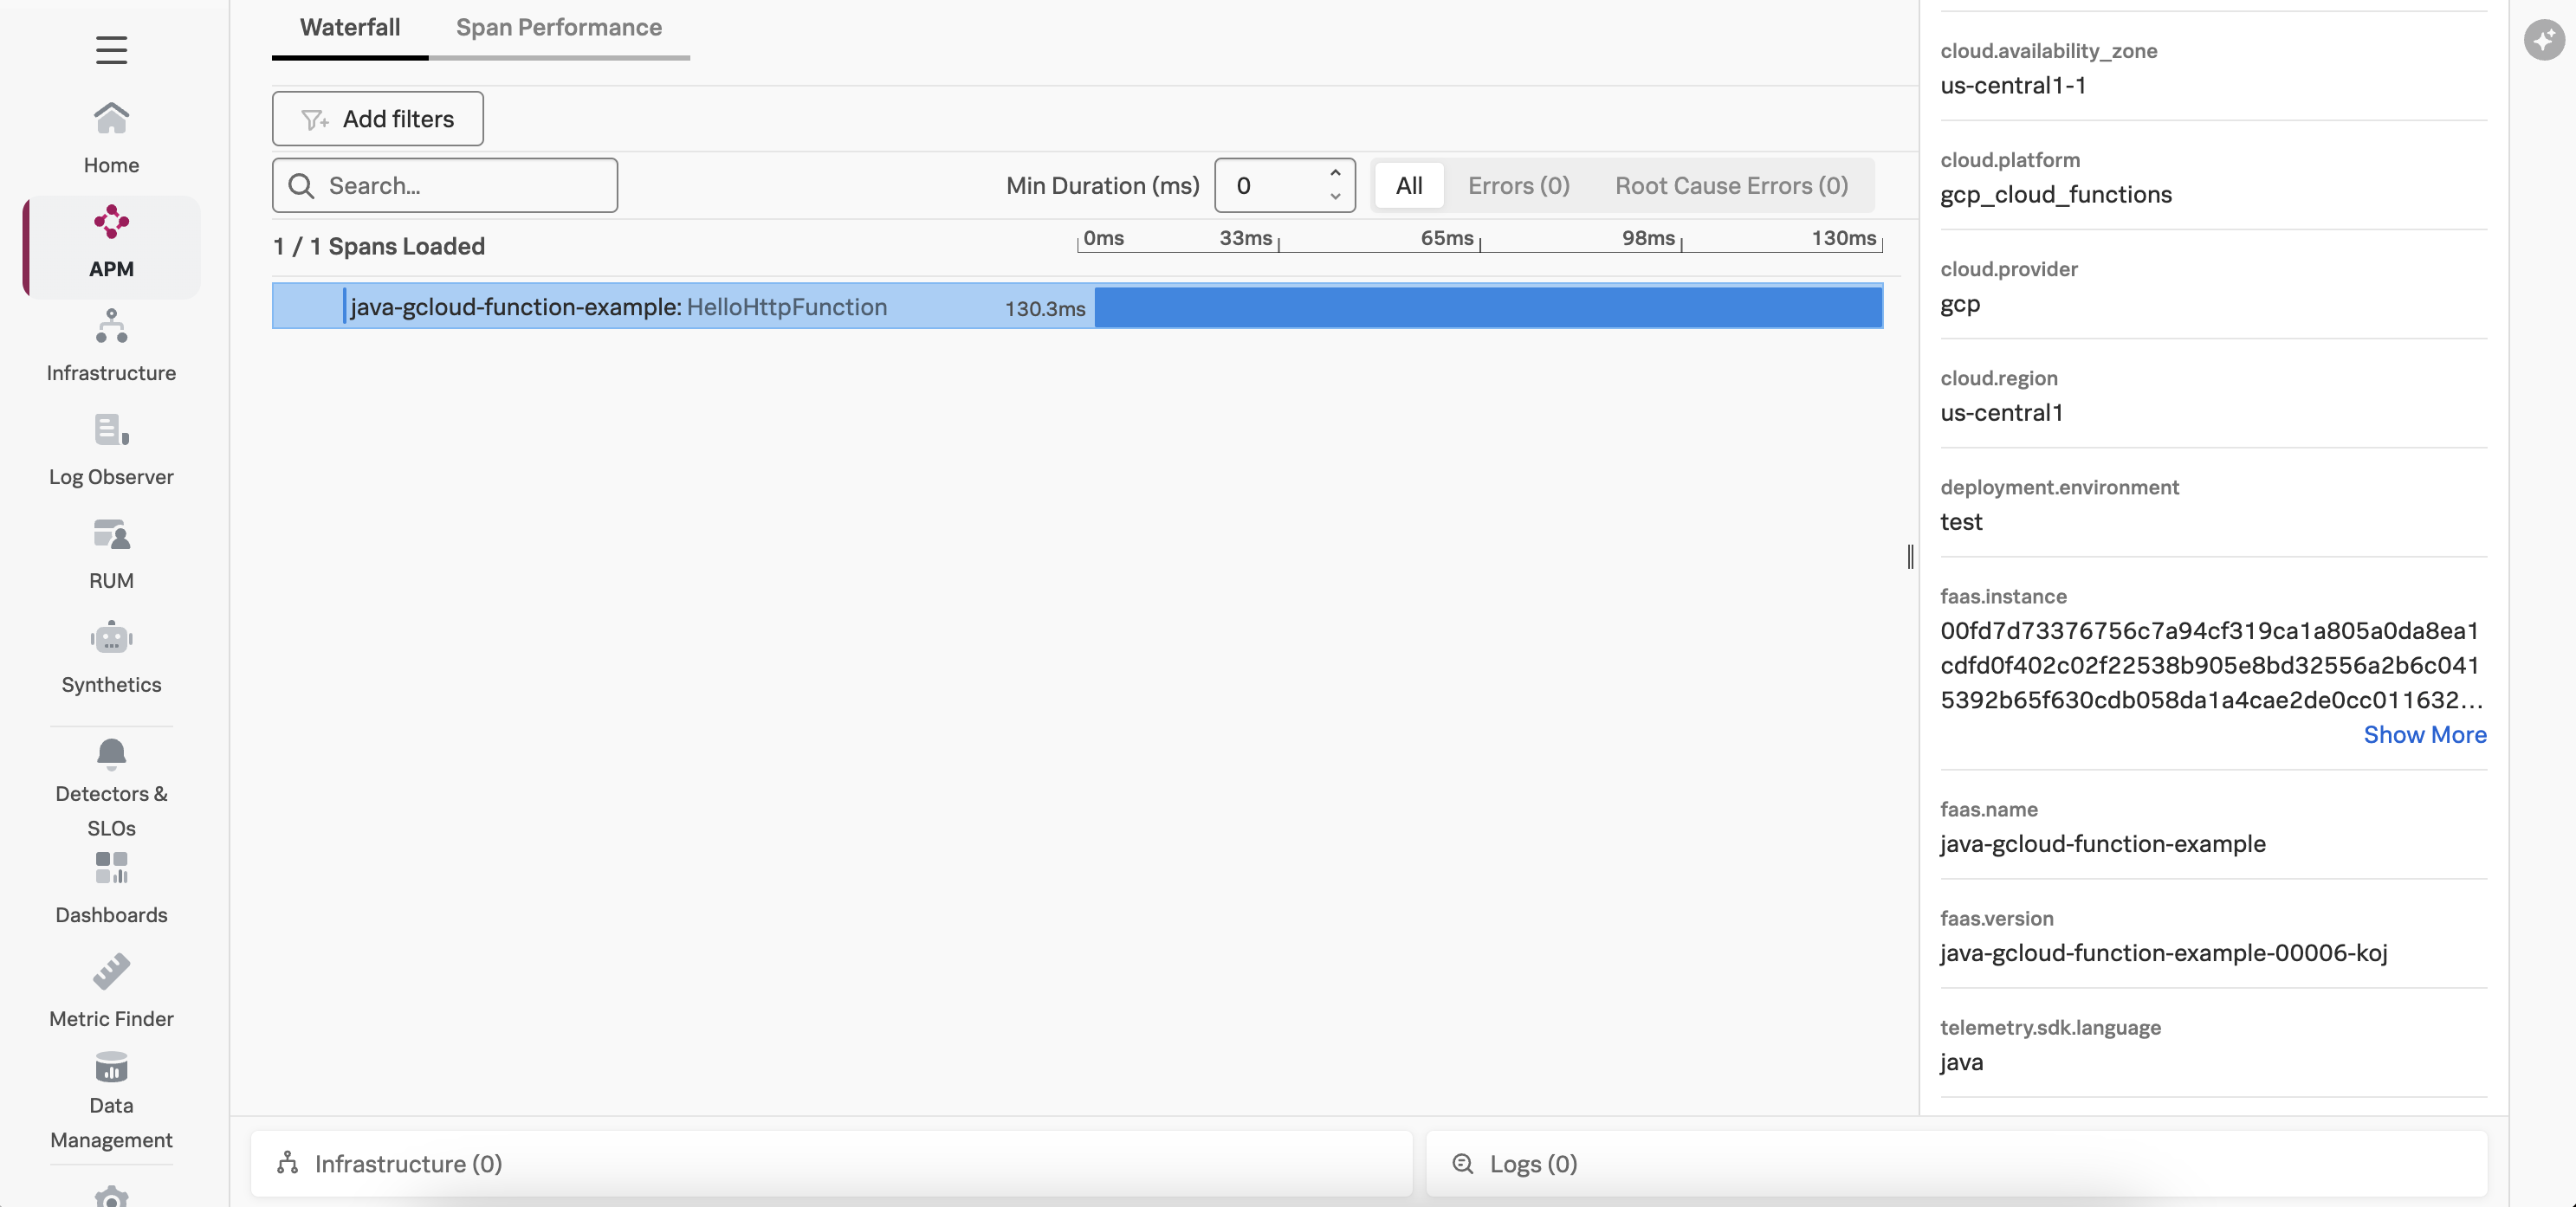 Home
APM
Infrastructure
Log Observer
RUM
Synthetics
Detectors &
SLOs
Dashboards
Metric Finder
Data
Management
Waterfall
Span Performance
Add filters
Search...
Min Duration (ms)
0
All
Errors (0)
Root Cause Errors (0)
1 / 1 Spans Loaded
0ms
33ms
65ms
98ms
130ms
java-gcloud-function-example: HelloHttpFunction
130.3ms
cloud.availability_zone
us-central1-1
cloud.platform
gcp_cloud_functions
cloud.provider
gcp
cloud.region
us-central1
deployment.environment
test
faas.instance
00fd7d73376756c7a94cf319ca1a805a0da8ea1
cdfd0f402c02f22538b905e8bd32556a2b6c041
5392b65f630cdb058da1a4cae2de0cc011632...
Show More
faas.name
java-gcloud-function-example
faas.version
java-gcloud-function-example-00006-koj
telemetry.sdk.language
java
Infrastructure (0)
Logs (0)